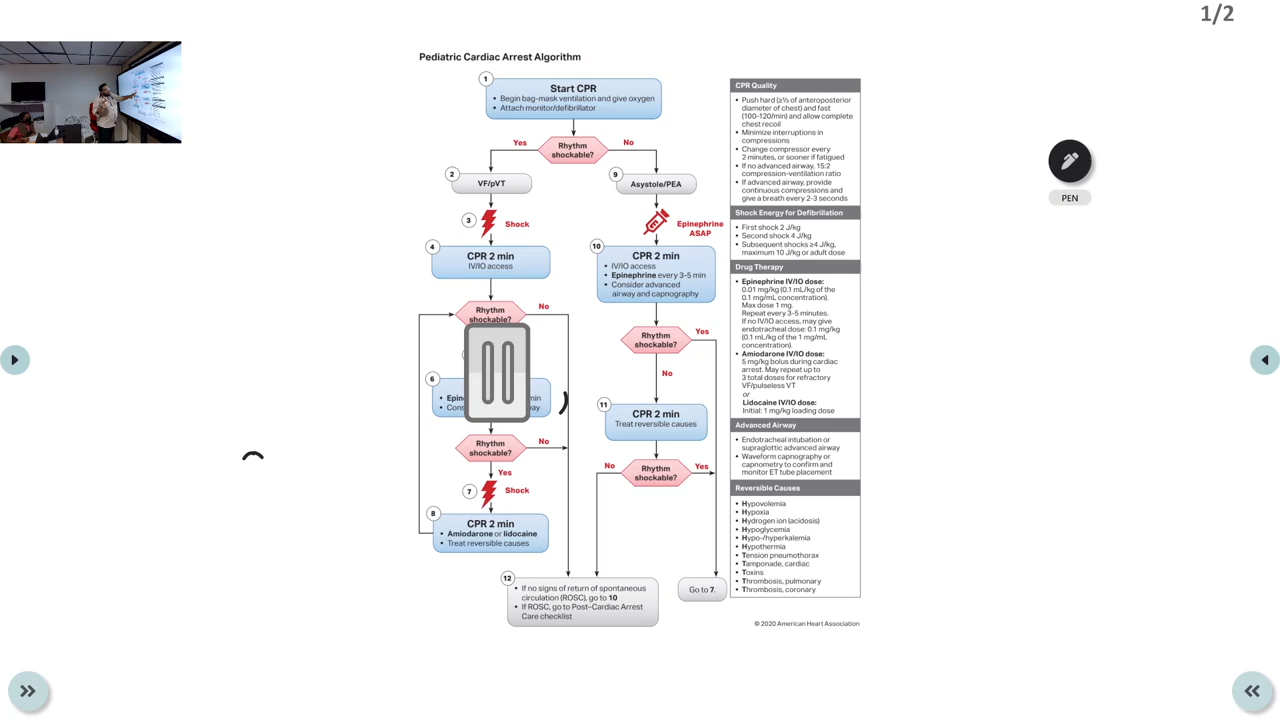 1/2
Pediatric Cardiac Arrest Algorithm
1
Start CPR
• Begin bag-mask ventilation and give oxygen
• Attach monitor/defibrillator
Rhythm
shockable?
Yes
No
2
VF/pVT
3
Shock
4
CPR 2 min
IV/IO access
Rhythm
shockable?
No
6
min
Rhythm
shockable?
No
Yes
7
Shock
8
CPR 2 min
• Amiodarone or lidocaine
• Treat reversible causes
9
Asystole/PEA
Epinephrine
ASAP
10
CPR 2 min
• IV/IO access
• Epinephrine every 3-5 min
• Consider advanced
airway and capnography
Rhythm
shockable?
Yes
No
11
CPR 2 min
Treat reversible causes
Rhythm
shockable?
No
Yes
12
• If no signs of return of spontaneous
circulation (ROSC), go to 10
• If ROSC, go to Post–Cardiac Arrest
Care checklist
Go to 7.
CPR Quality
• Push hard (≥⅓ of anteroposterior
diameter of chest) and fast
(100-120/min) and allow complete
chest recoil
• Minimize interruptions in
compressions
• Change compressor every
2 minutes, or sooner if fatigued
• If no advanced airway, 15:2
compression-ventilation ratio
• If advanced airway, provide
continuous compressions and
give a breath every 2-3 seconds
Shock Energy for Defibrillation
• First shock 2 J/kg
• Second shock 4 J/kg
• Subsequent shocks ≥4 J/kg,
maximum 10 J/kg or adult dose
Drug Therapy
• Epinephrine IV/IO dose:
0.01 mg/kg (0.1 mL/kg of the
0.1 mg/mL concentration).
Max dose 1 mg.
Repeat every 3-5 minutes.
If no IV/IO access, may give
endotracheal dose: 0.1 mg/kg
(0.1 mL/kg of the 1 mg/mL
concentration).
• Amiodarone IV/IO dose:
5 mg/kg bolus during cardiac
arrest. May repeat up to
3 total doses for refractory
VF/pulseless VT
or
Lidocaine IV/IO dose:
Initial: 1 mg/kg loading dose
Advanced Airway
• Endotracheal intubation or
supraglottic advanced airway
• Waveform capnography or
capnometry to confirm and
monitor ET tube placement
Reversible Causes
• Hypovolemia
• Hypoxia
• Hydrogen ion (acidosis)
• Hypoglycemia
• Hypo-/hyperkalemia
• Hypothermia
• Tension pneumothorax
• Tamponade, cardiac
• Toxins
• Thrombosis, pulmonary
• Thrombosis, coronary
© 2020 American Heart Association
PEN